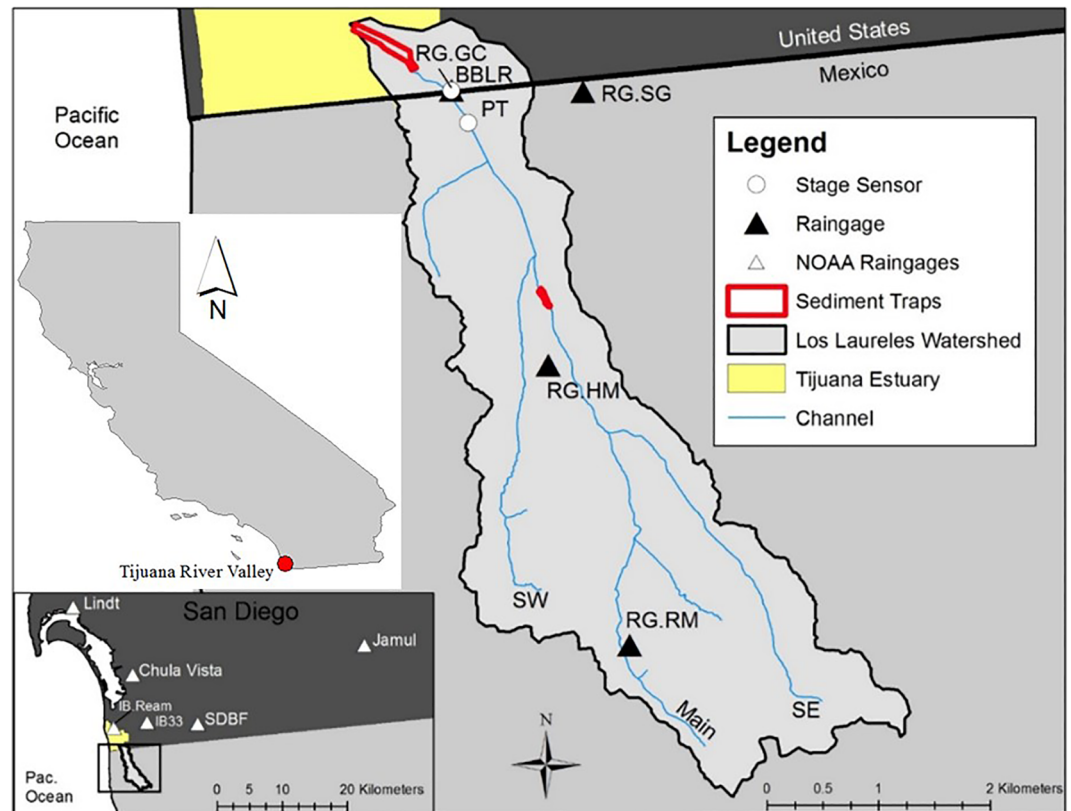 United States
Mexico
RG.GC
BBLR
PT
RG.SG
Pacific
Ocean
Legend
Stage Sensor
Raingage
NOAA Raingages
Sediment Traps
Los Laureles Watershed
Tijuana Estuary
Channel
N
RG.HM
Tijuana River Valley
SW
RG.RM
SE
Main
San Diego
Lindt
Jamul
Chula Vista
IB.Ream
IB33
SDBF
Pac.
Ocean
0 5 10 20 Kilometers
N
0 0.5 1 2 Kilometers